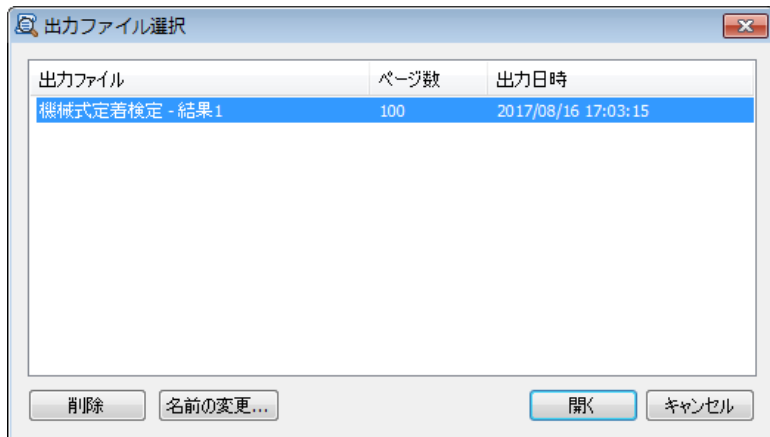 出力ファイル選択
出力ファイル ページ数 出力日時
機械式定着検定 - 結果1 100 2017/08/16 17:03:15
削除 名前の変更... 開く キャンセル